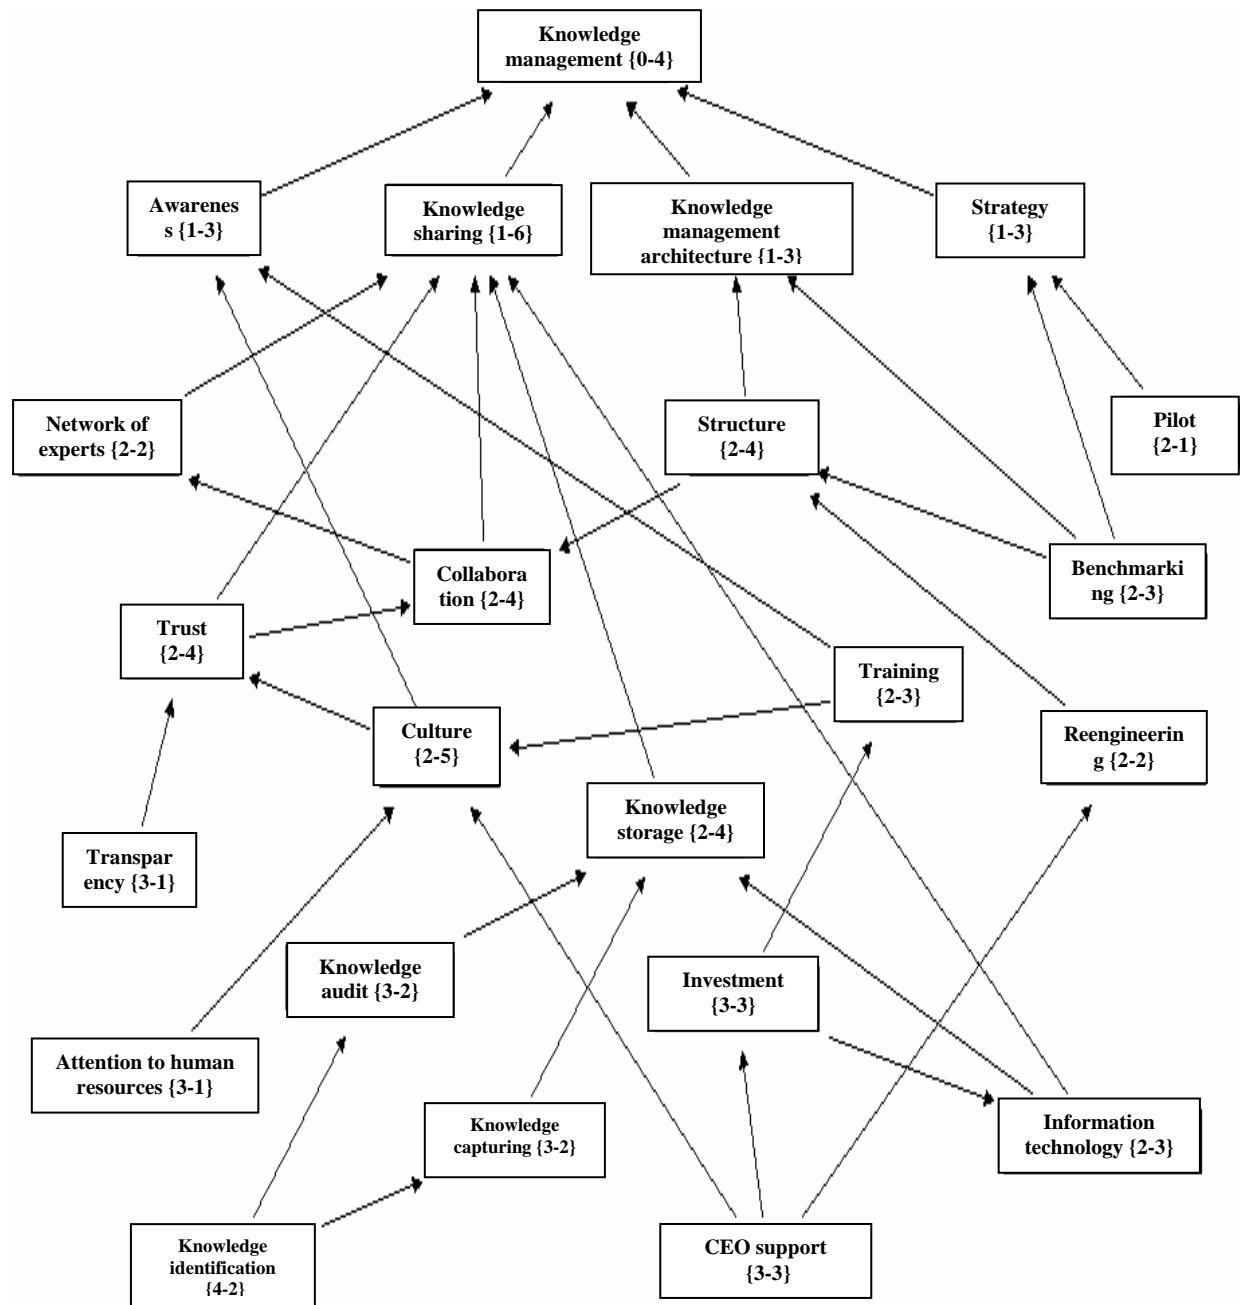 Knowledge
management {0-4}
Awarenes
s {1-3}
Knowledge
sharing {1-6}
Knowledge
management
architecture {1-3}
Strategy
{1-3}
Network of
experts {2-2}
Structure
{2-4}
Pilot
{2-1}
Collabora
tion {2-4}
Benchmarki
ng {2-3}
Trust
{2-4}
Training
{2-3}
Culture
{2-5}
Reengineerin
g {2-2}
Knowledge
storage {2-4}
Transpar
ency {3-1}
Knowledge
audit {3-2}
Investment
{3-3}
Attention to human
resources {3-1}
Knowledge
capturing {3-2}
Information
technology {2-3}
Knowledge
identification
{4-2}
CEO support
{3-3}